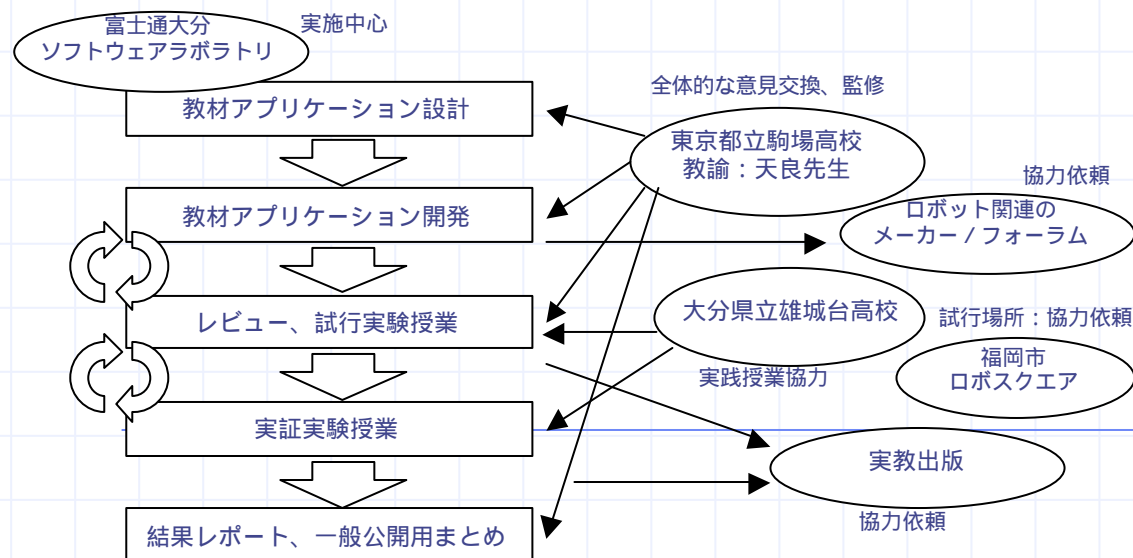 富士通大分
ソフトウェアラボラトリ
実施中心
全体的な意見交換、監修
教材アプリケーション設計
東京都立駒場高校
教諭：天良先生
協力依頼
教材アプリケーション開発
ロボット関連の
メーカー / フォーラム
レビュー、試行実験授業
大分県立雄城台高校
試行場所：協力依頼
福岡市
ロボスクエア
実践授業協力
実証実験授業
実教出版
協力依頼
結果レポート、一般公開用まとめ